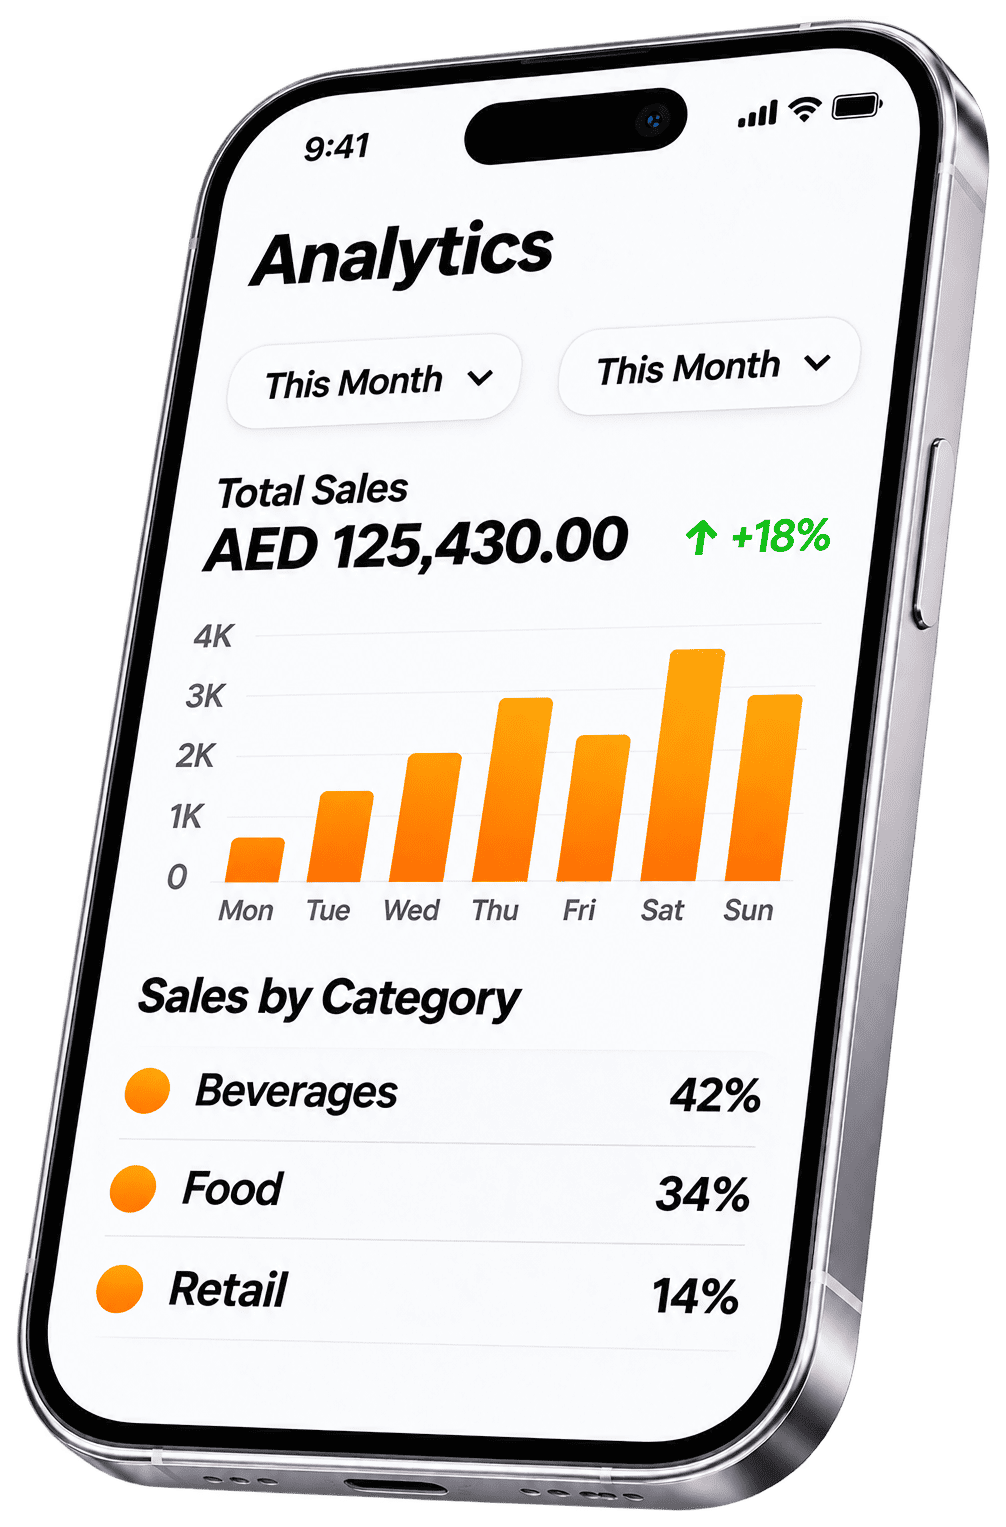 9:41
Analytics
This Month This Month
Total Sales
AED 125,430.00 +18%
4K
3K
2K
1K
0
Mon Tue Wed Thu Fri Sat Sun
Sales by Category
Beverages 42%
Food 34%
Retail 14%